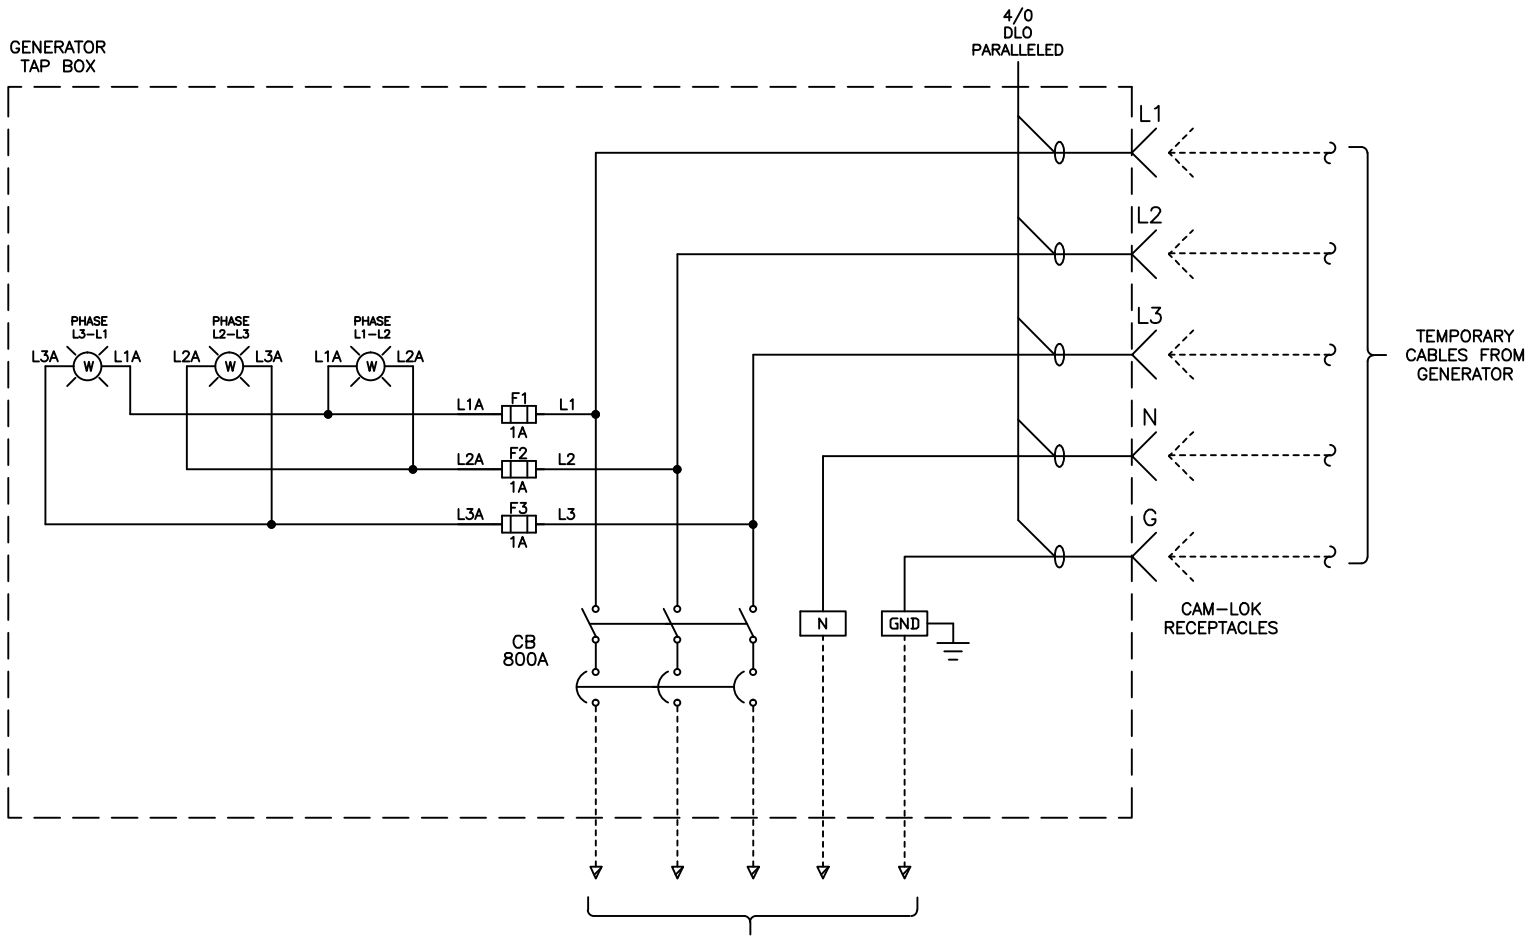 4/0
DLO
PARALLELED
GENERATOR
TAP BOX
L1
L2
L3
N
G
PHASE
L3-L1
PHASE
L2-L3
PHASE
L1-L2
L3A W L1A
L2A W L3A
L1A W L2A
TEMPORARY
CABLES FROM
GENERATOR
L1A F1 L1
1A
L2A F2 L2
1A
L3A F3 L3
1A
CAM-LOK
RECEPTACLES
N
GND
CB
800A